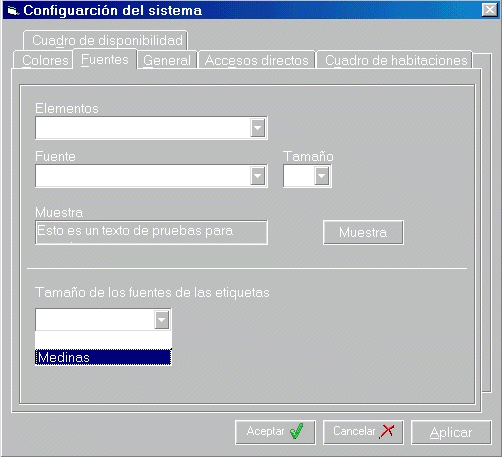 Configuarción del sistema
Cuadro de disponibilidad
Colores Fuentes General Accesos directos Cuadro de habitaciones
Elementos
Fuente Tamaño
Muestra
Esto es un texto de pruebas para
Muestra
Tamaño de los fuentes de las etiquetas
Medinas
Aceptar Cancelar Aplicar